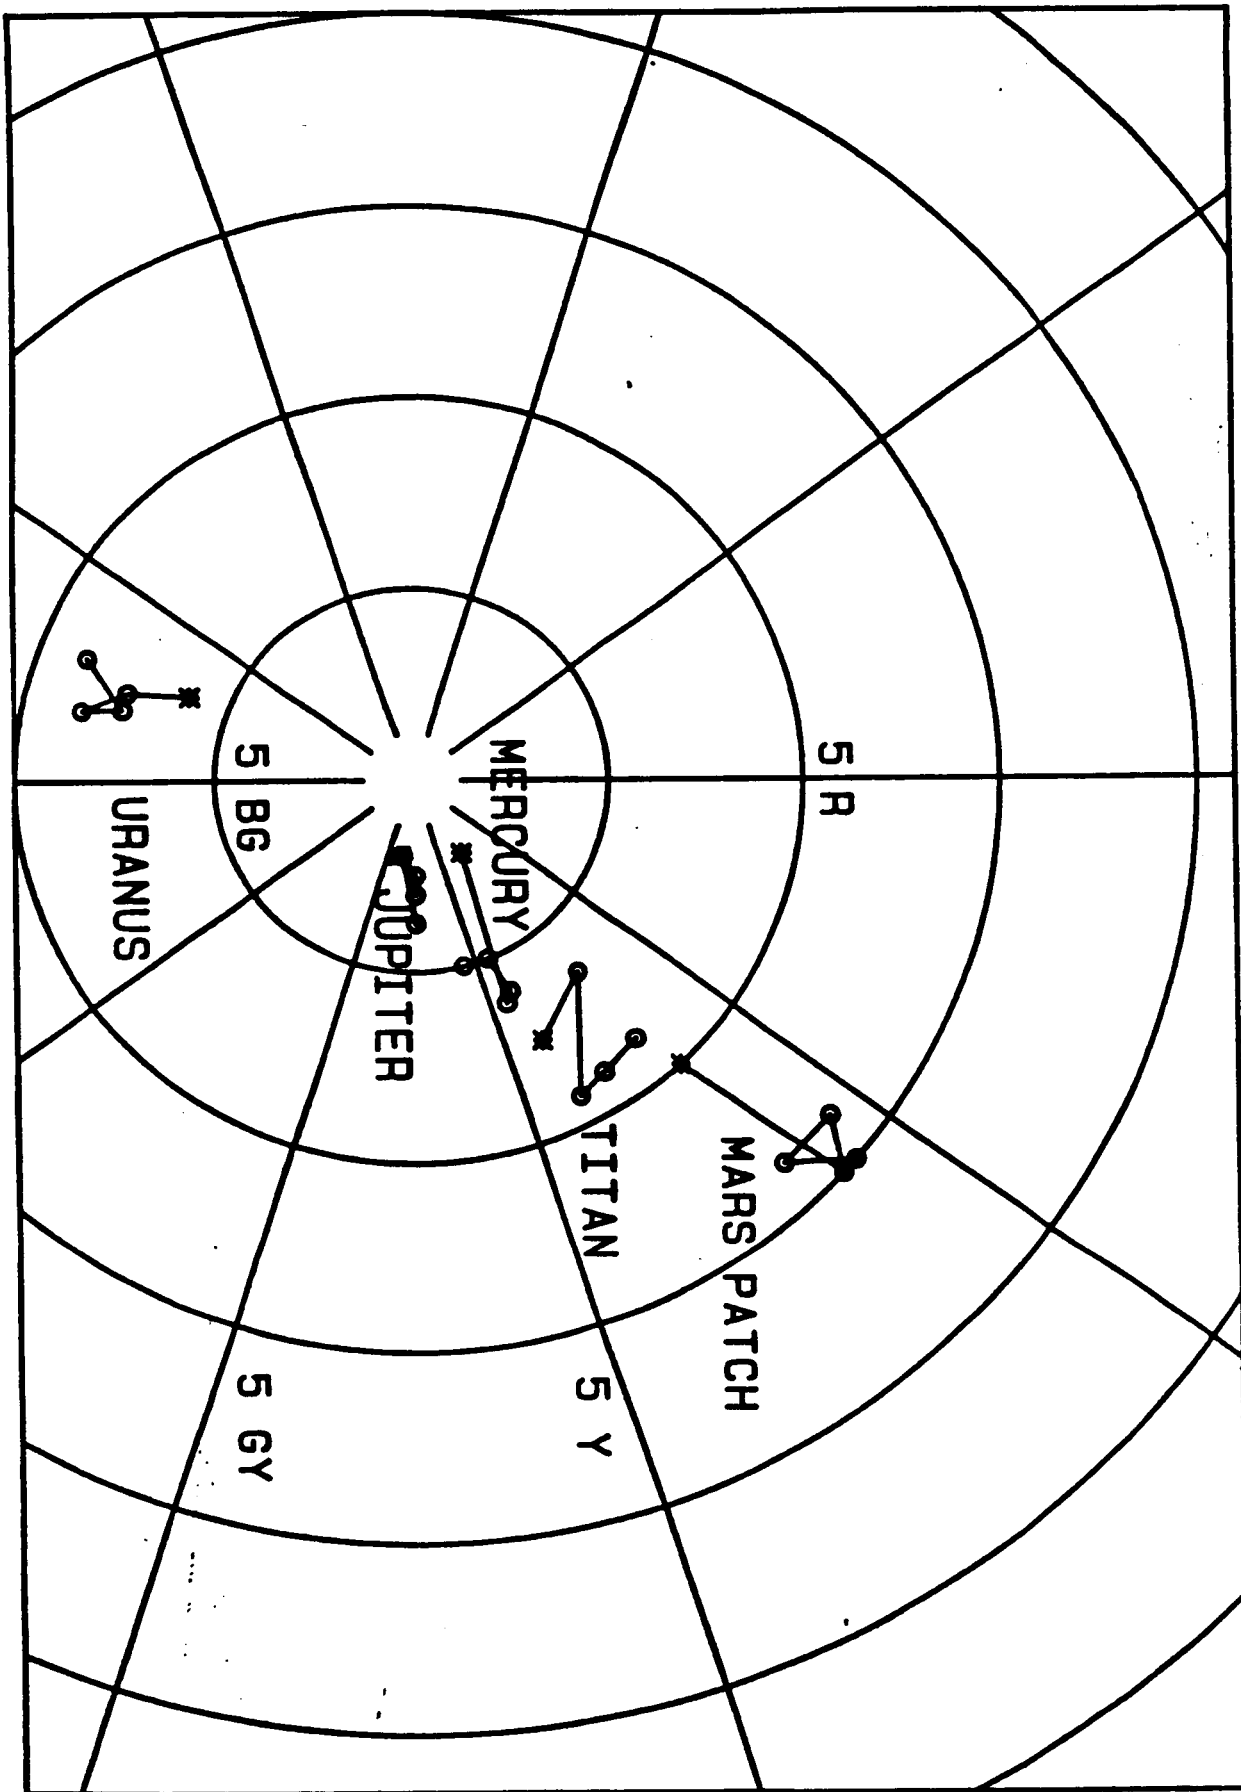 5 R
MERCURY
5 BG
URANUS
JUPITER
TITAN
MARS PATCH
5 Y
5 GY